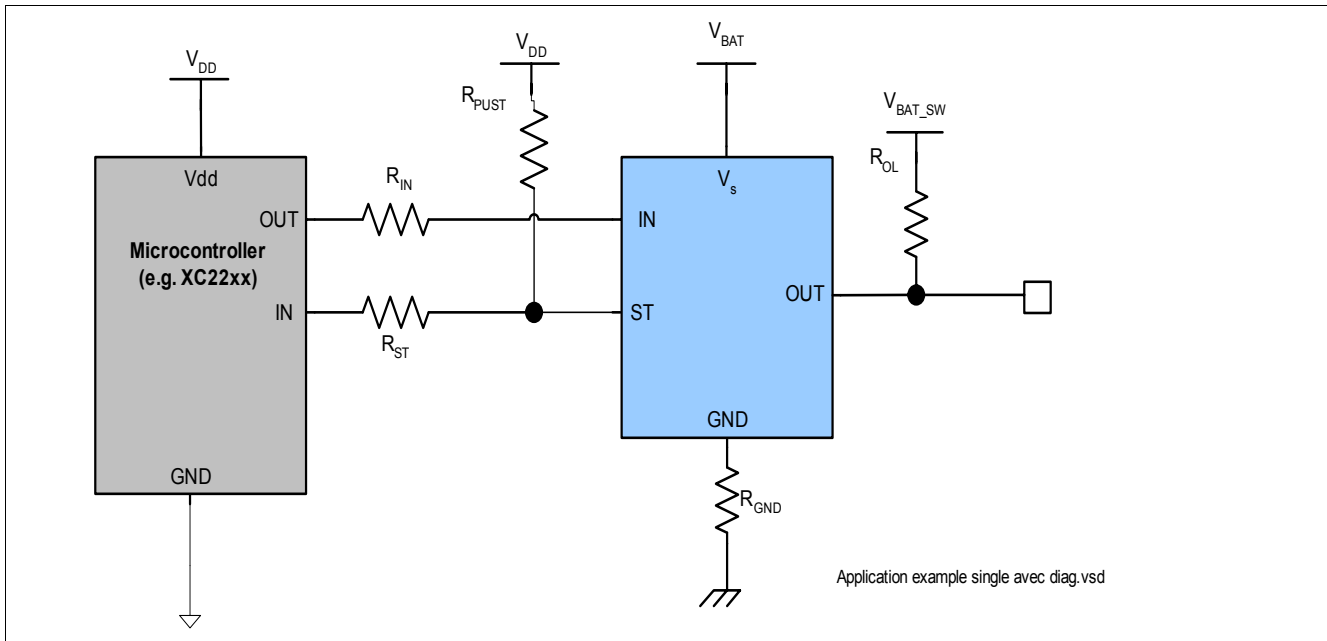 V_DD
V_DD
V_BAT
R_PUST
V_BAT_SW
R_OL
Vdd
R_IN
V_s
OUT
IN
Microcontroller
(e.g. XC22xx)
OUT
IN
ST
R_ST
GND
GND
R_GND
Application example single avec diag.vsd